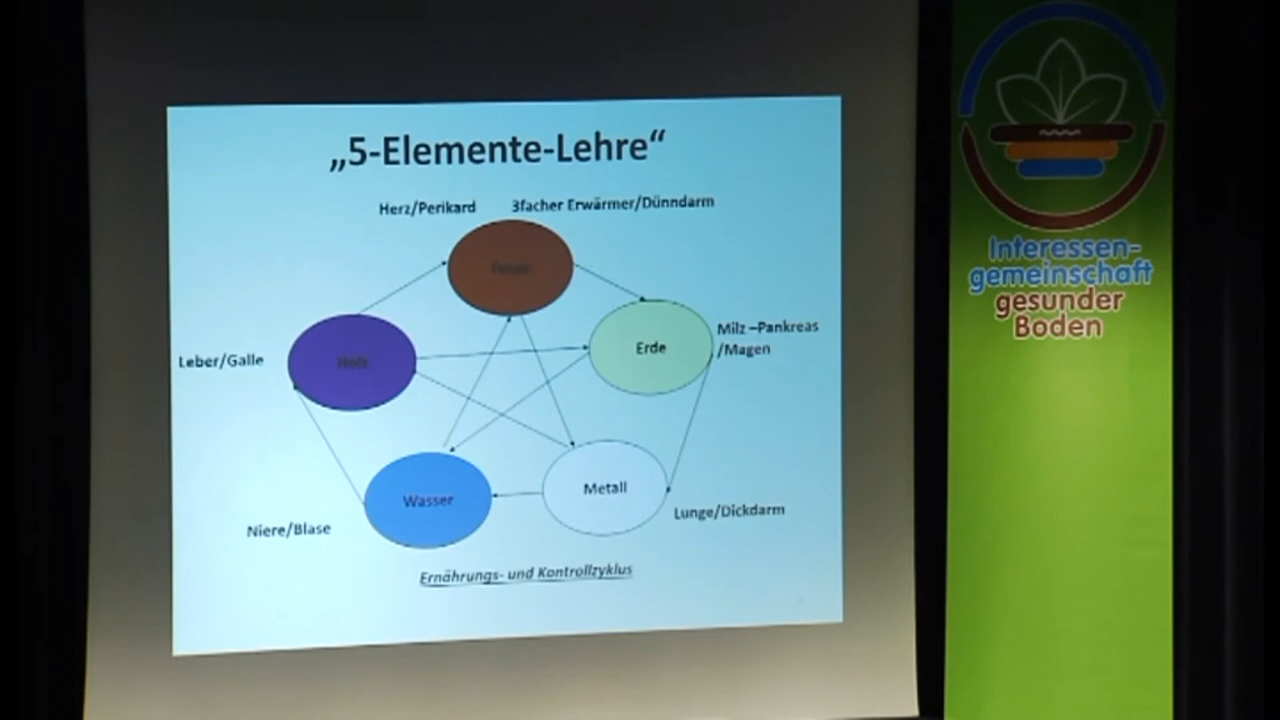 „5-Elemente-Lehre“
Herz/Perikard
3facher Erwärmer/Dünndarm
Feuer
Leber/Galle
Holz
Erde
Milz –Pankreas
/Magen
Wasser
Metall
Niere/Blase
Lunge/Dickdarm
Ernährungs- und Kontrollzyklus
Interessen-
gemeinschaft
gesunder
Boden